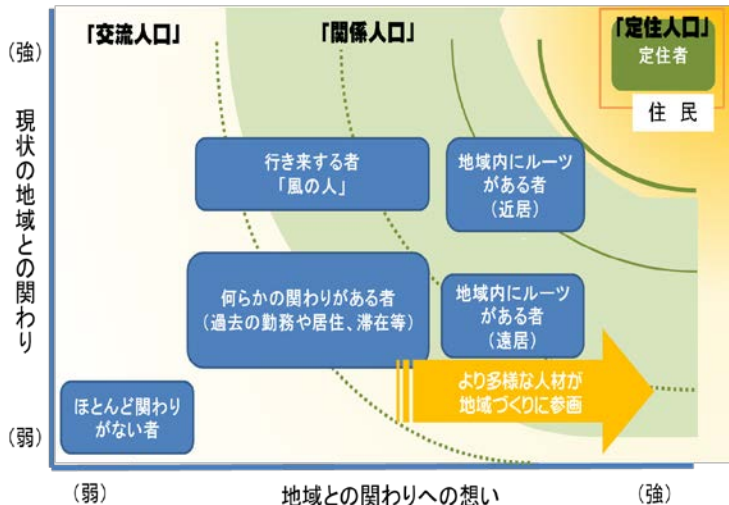 「交流人口」
「関係人口」
「定住人口」
定住者
住 民
(強)
現状の地域との関わり
(弱)
行き来する者
「風の人」
地域内にルーツ
がある者
(近居)
何らかの関わりがある者
(過去の勤務や居住、滞在等)
地域内にルーツ
がある者
(遠居)
より多様な人材が
地域づくりに参画
ほとんど関わり
がない者
(弱)
地域との関わりへの想い
(強)